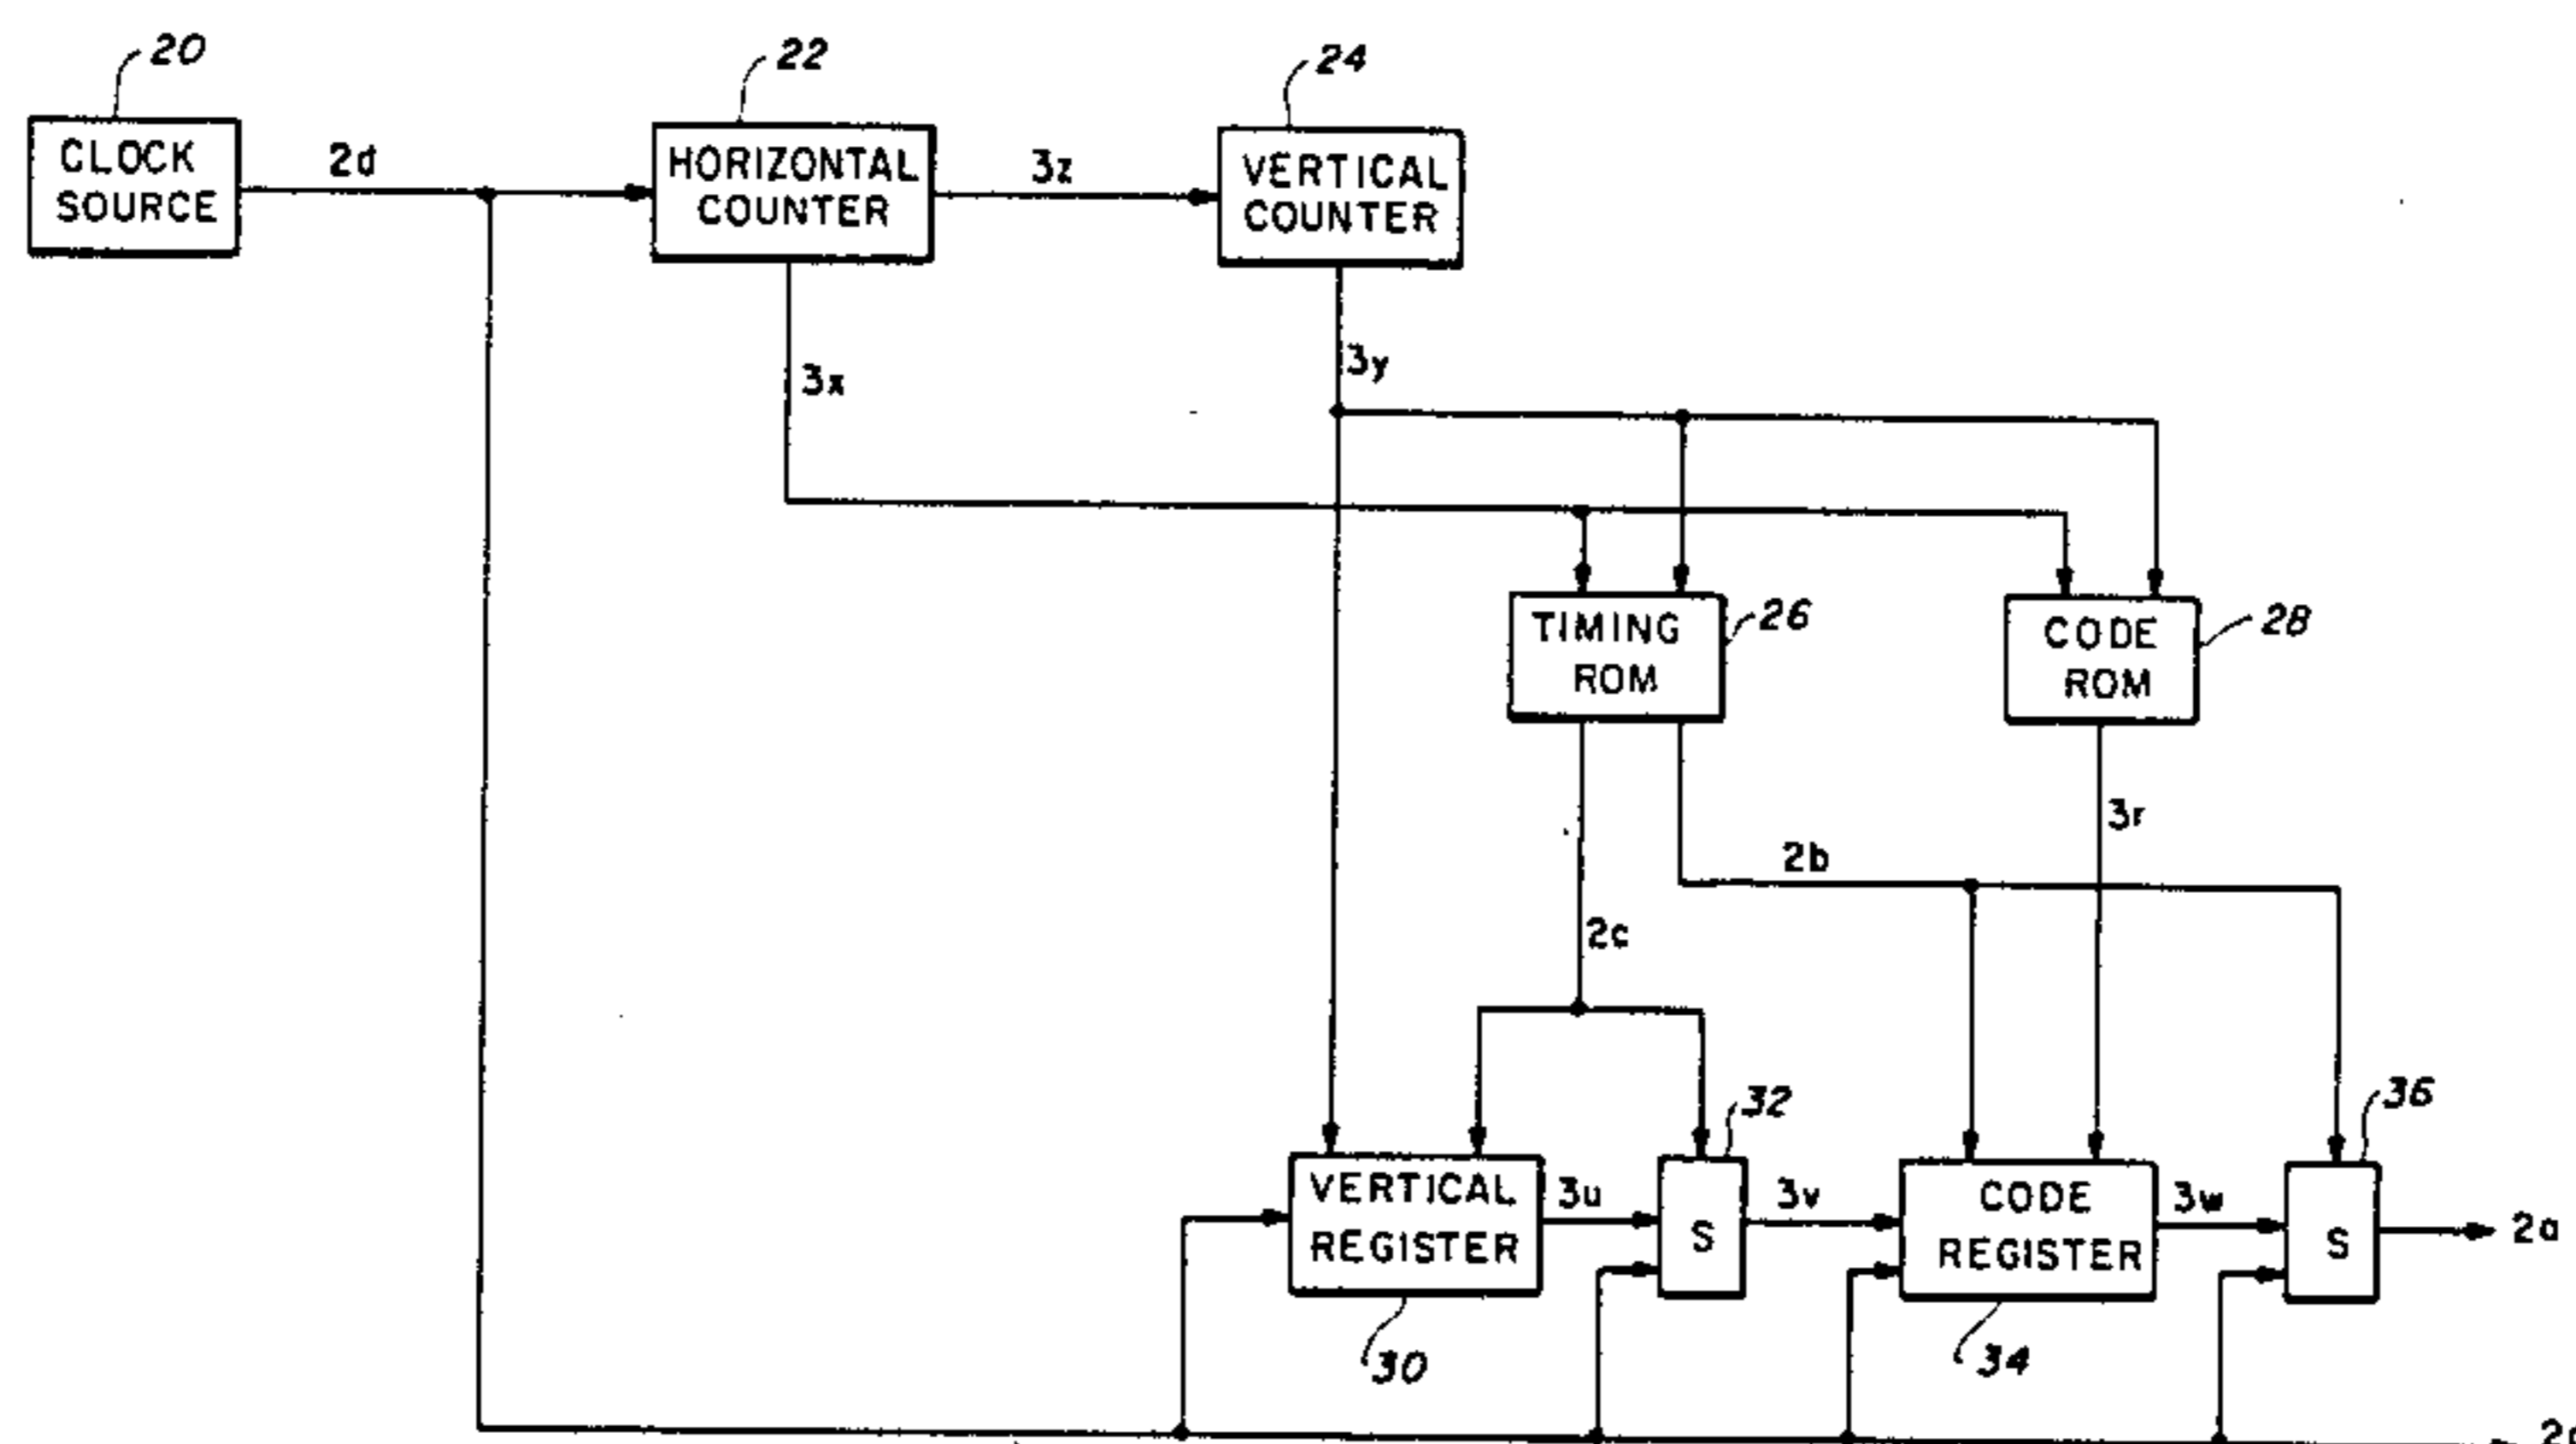 20
22
24
CLOCK
SOURCE
2d
HORIZONTAL
COUNTER
3z
VERTICAL
COUNTER
3x
3y
TIMING
ROM
26
CODE
ROM
28
3r
2b
2c
32
36
VERTICAL
REGISTER
3u
S
3v
CODE
REGISTER
3w
S
2a
30
34